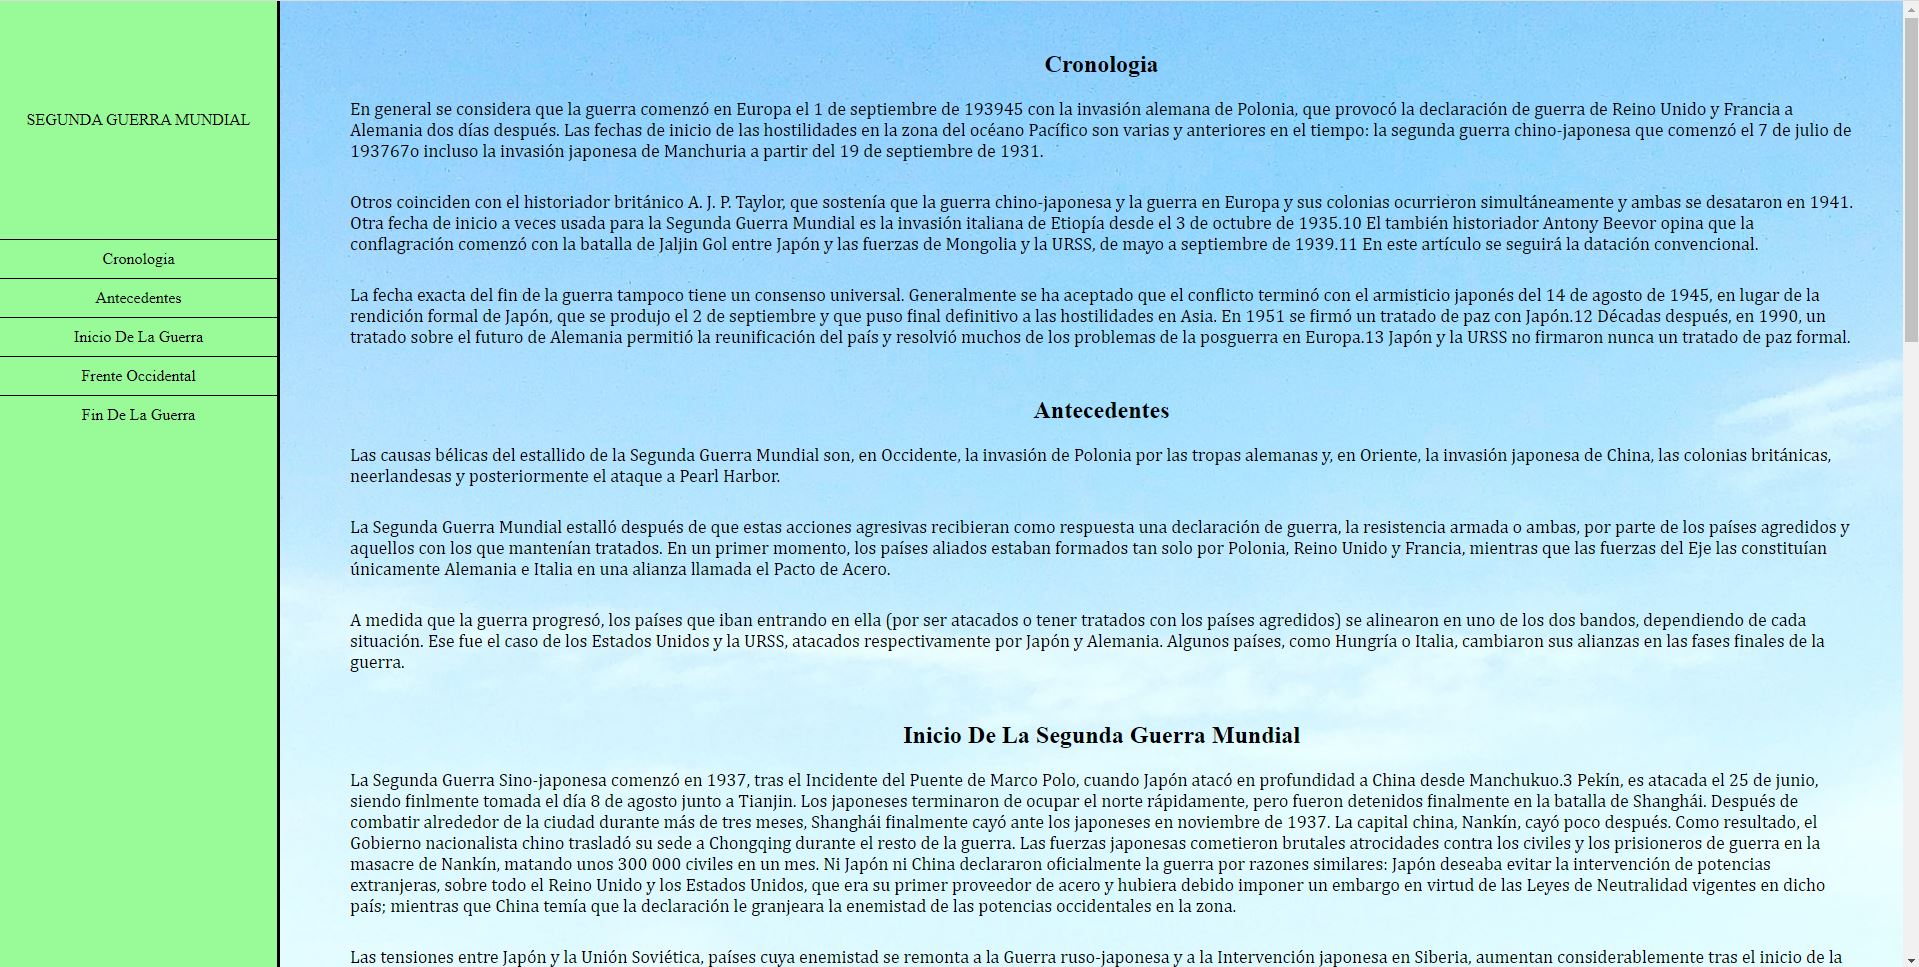 SEGUNDA GUERRA MUNDIAL
Cronologia
Antecedentes
Inicio De La Guerra
Frente Occidental
Fin De La Guerra
Cronologia
En general se considera que la guerra comenzó en Europa el 1 de septiembre de 193945 con la invasión alemana de Polonia, que provocó la declaración de guerra de Reino Unido y Francia a
Alemania dos días después. Las fechas de inicio de las hostilidades en la zona del océano Pacífico son varias y anteriores en el tiempo: la segunda guerra chino-japonesa que comenzó el 7 de julio de
193767o incluso la invasión japonesa de Manchuria a partir del 19 de septiembre de 1931.
Otros coinciden con el historiador británico A. J. P. Taylor, que sostenía que la guerra chino-japonesa y la guerra en Europa y sus colonias ocurrieron simultáneamente y ambas se desataron en 1941.
Otra fecha de inicio a veces usada para la Segunda Guerra Mundial es la invasión italiana de Etiopía desde el 3 de octubre de 1935.10 El también historiador Antony Beevor opina que la
conflagración comenzó con la batalla de Jaljin Gol entre Japón y las fuerzas de Mongolia y la URSS, de mayo a septiembre de 1939.11 En este artículo se seguirá la datación convencional.
La fecha exacta del fin de la guerra tampoco tiene un consenso universal. Generalmente se ha aceptado que el conflicto terminó con el armisticio japonés del 14 de agosto de 1945, en lugar de la
rendición formal de Japón, que se produjo el 2 de septiembre y que puso final definitivo a las hostilidades en Asia. En 1951 se firmó un tratado de paz con Japón.12 Décadas después, en 1990, un
tratado sobre el futuro de Alemania permitió la reunificación del país y resolvió muchos de los problemas de la posguerra en Europa.13 Japón y la URSS no firmaron nunca un tratado de paz formal.
Antecedentes
Las causas bélicas del estallido de la Segunda Guerra Mundial son, en Occidente, la invasión de Polonia por las tropas alemanas y, en Oriente, la invasión japonesa de China, las colonias británicas,
neerlandesas y posteriormente el ataque a Pearl Harbor.
La Segunda Guerra Mundial estalló después de que estas acciones agresivas recibieran como respuesta una declaración de guerra, la resistencia armada o ambas, por parte de los países agredidos y
aquellos con los que mantenían tratados. En un primer momento, los países aliados estaban formados tan solo por Polonia, Reino Unido y Francia, mientras que las fuerzas del Eje las constituían
únicamente Alemania e Italia en una alianza llamada el Pacto de Acero.
A medida que la guerra progresó, los países que iban entrando en ella (por ser atacados o tener tratados con los países agredidos) se alinearon en uno de los dos bandos, dependiendo de cada
situación. Ese fue el caso de los Estados Unidos y la URSS, atacados respectivamente por Japón y Alemania. Algunos países, como Hungría o Italia, cambiaron sus alianzas en las fases finales de la
guerra.
Inicio De La Segunda Guerra Mundial
La Segunda Guerra Sino-japonesa comenzó en 1937, tras el Incidente del Puente de Marco Polo, cuando Japón atacó en profundidad a China desde Manchukuo.3 Pekín, es atacada el 25 de junio,
siendo finlmente tomada el día 8 de agosto junto a Tianjin. Los japoneses terminaron de ocupar el norte rápidamente, pero fueron detenidos finalmente en la batalla de Shanghái. Después de
combatir alrededor de la ciudad durante más de tres meses, Shanghái finalmente cayó ante los japoneses en noviembre de 1937. La capital china, Nankín, cayó poco después. Como resultado, el
Gobierno nacionalista chino trasladó su sede a Chongqing durante el resto de la guerra. Las fuerzas japonesas cometieron brutales atrocidades contra los civiles y los prisioneros de guerra en la
masacre de Nankín, matando unos 300 000 civiles en un mes. Ni Japón ni China declararon oficialmente la guerra por razones similares: Japón deseaba evitar la intervención de potencias
extranjeras, sobre todo el Reino Unido y los Estados Unidos, que era su primer proveedor de acero y hubiera debido imponer un embargo en virtud de las Leyes de Neutralidad vigentes en dicho
país; mientras que China temía que la declaración le granjeara la enemistad de las potencias occidentales en la zona.
Las tensiones entre Japón y la Unión Soviética, países cuya enemistad se remonta a la Guerra ruso-japonesa y a la Intervención japonesa en Siberia, aumentan considerablemente tras el inicio de la